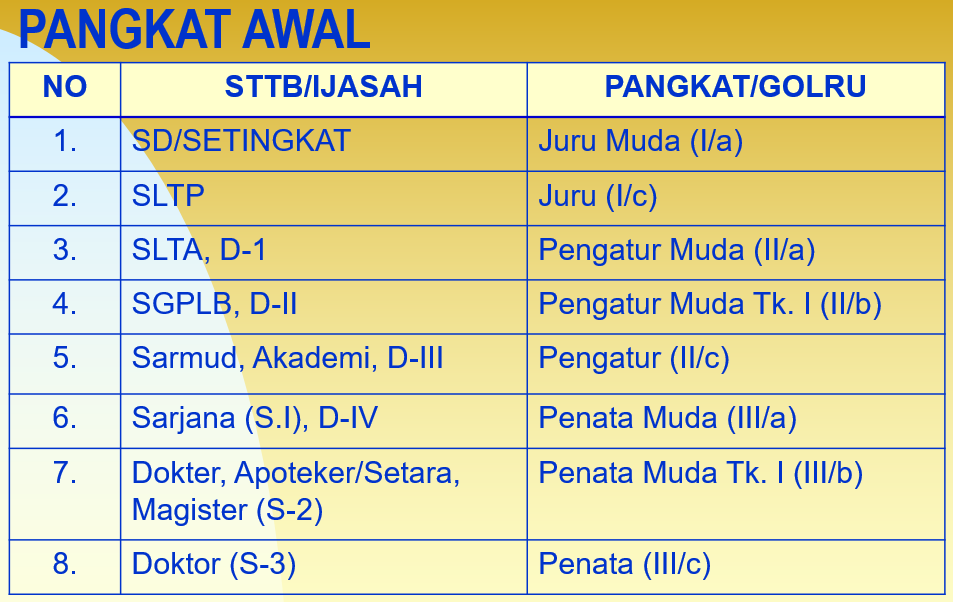 PANGKAT AWAL
NO STTB/IJASAH PANGKAT/GOLRU
1. SD/SETINGKAT Juru Muda (I/a)
2. SLTP Juru (I/c)
3. SLTA, D-1 Pengatur Muda (II/a)
4. SGPLB, D-II Pengatur Muda Tk. I (II/b)
5. Sarmud, Akademi, D-III Pengatur (II/c)
6. Sarjana (S.I), D-IV Penata Muda (III/a)
7. Dokter, Apoteker/Setara, Penata Muda Tk. I (III/b)
Magister (S-2)
8. Doktor (S-3) Penata (III/c)